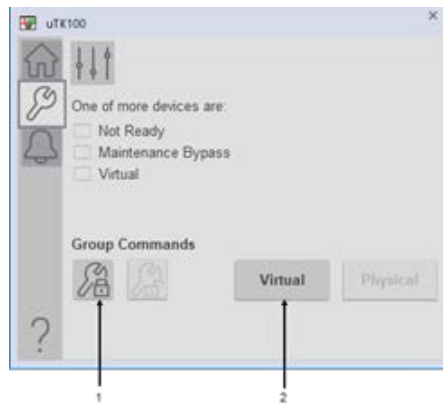 uTK100
One of more devices are:
Not Ready
Maintenance Bypass
Virtual
Group Commands
Virtual
Physical
?
1
2